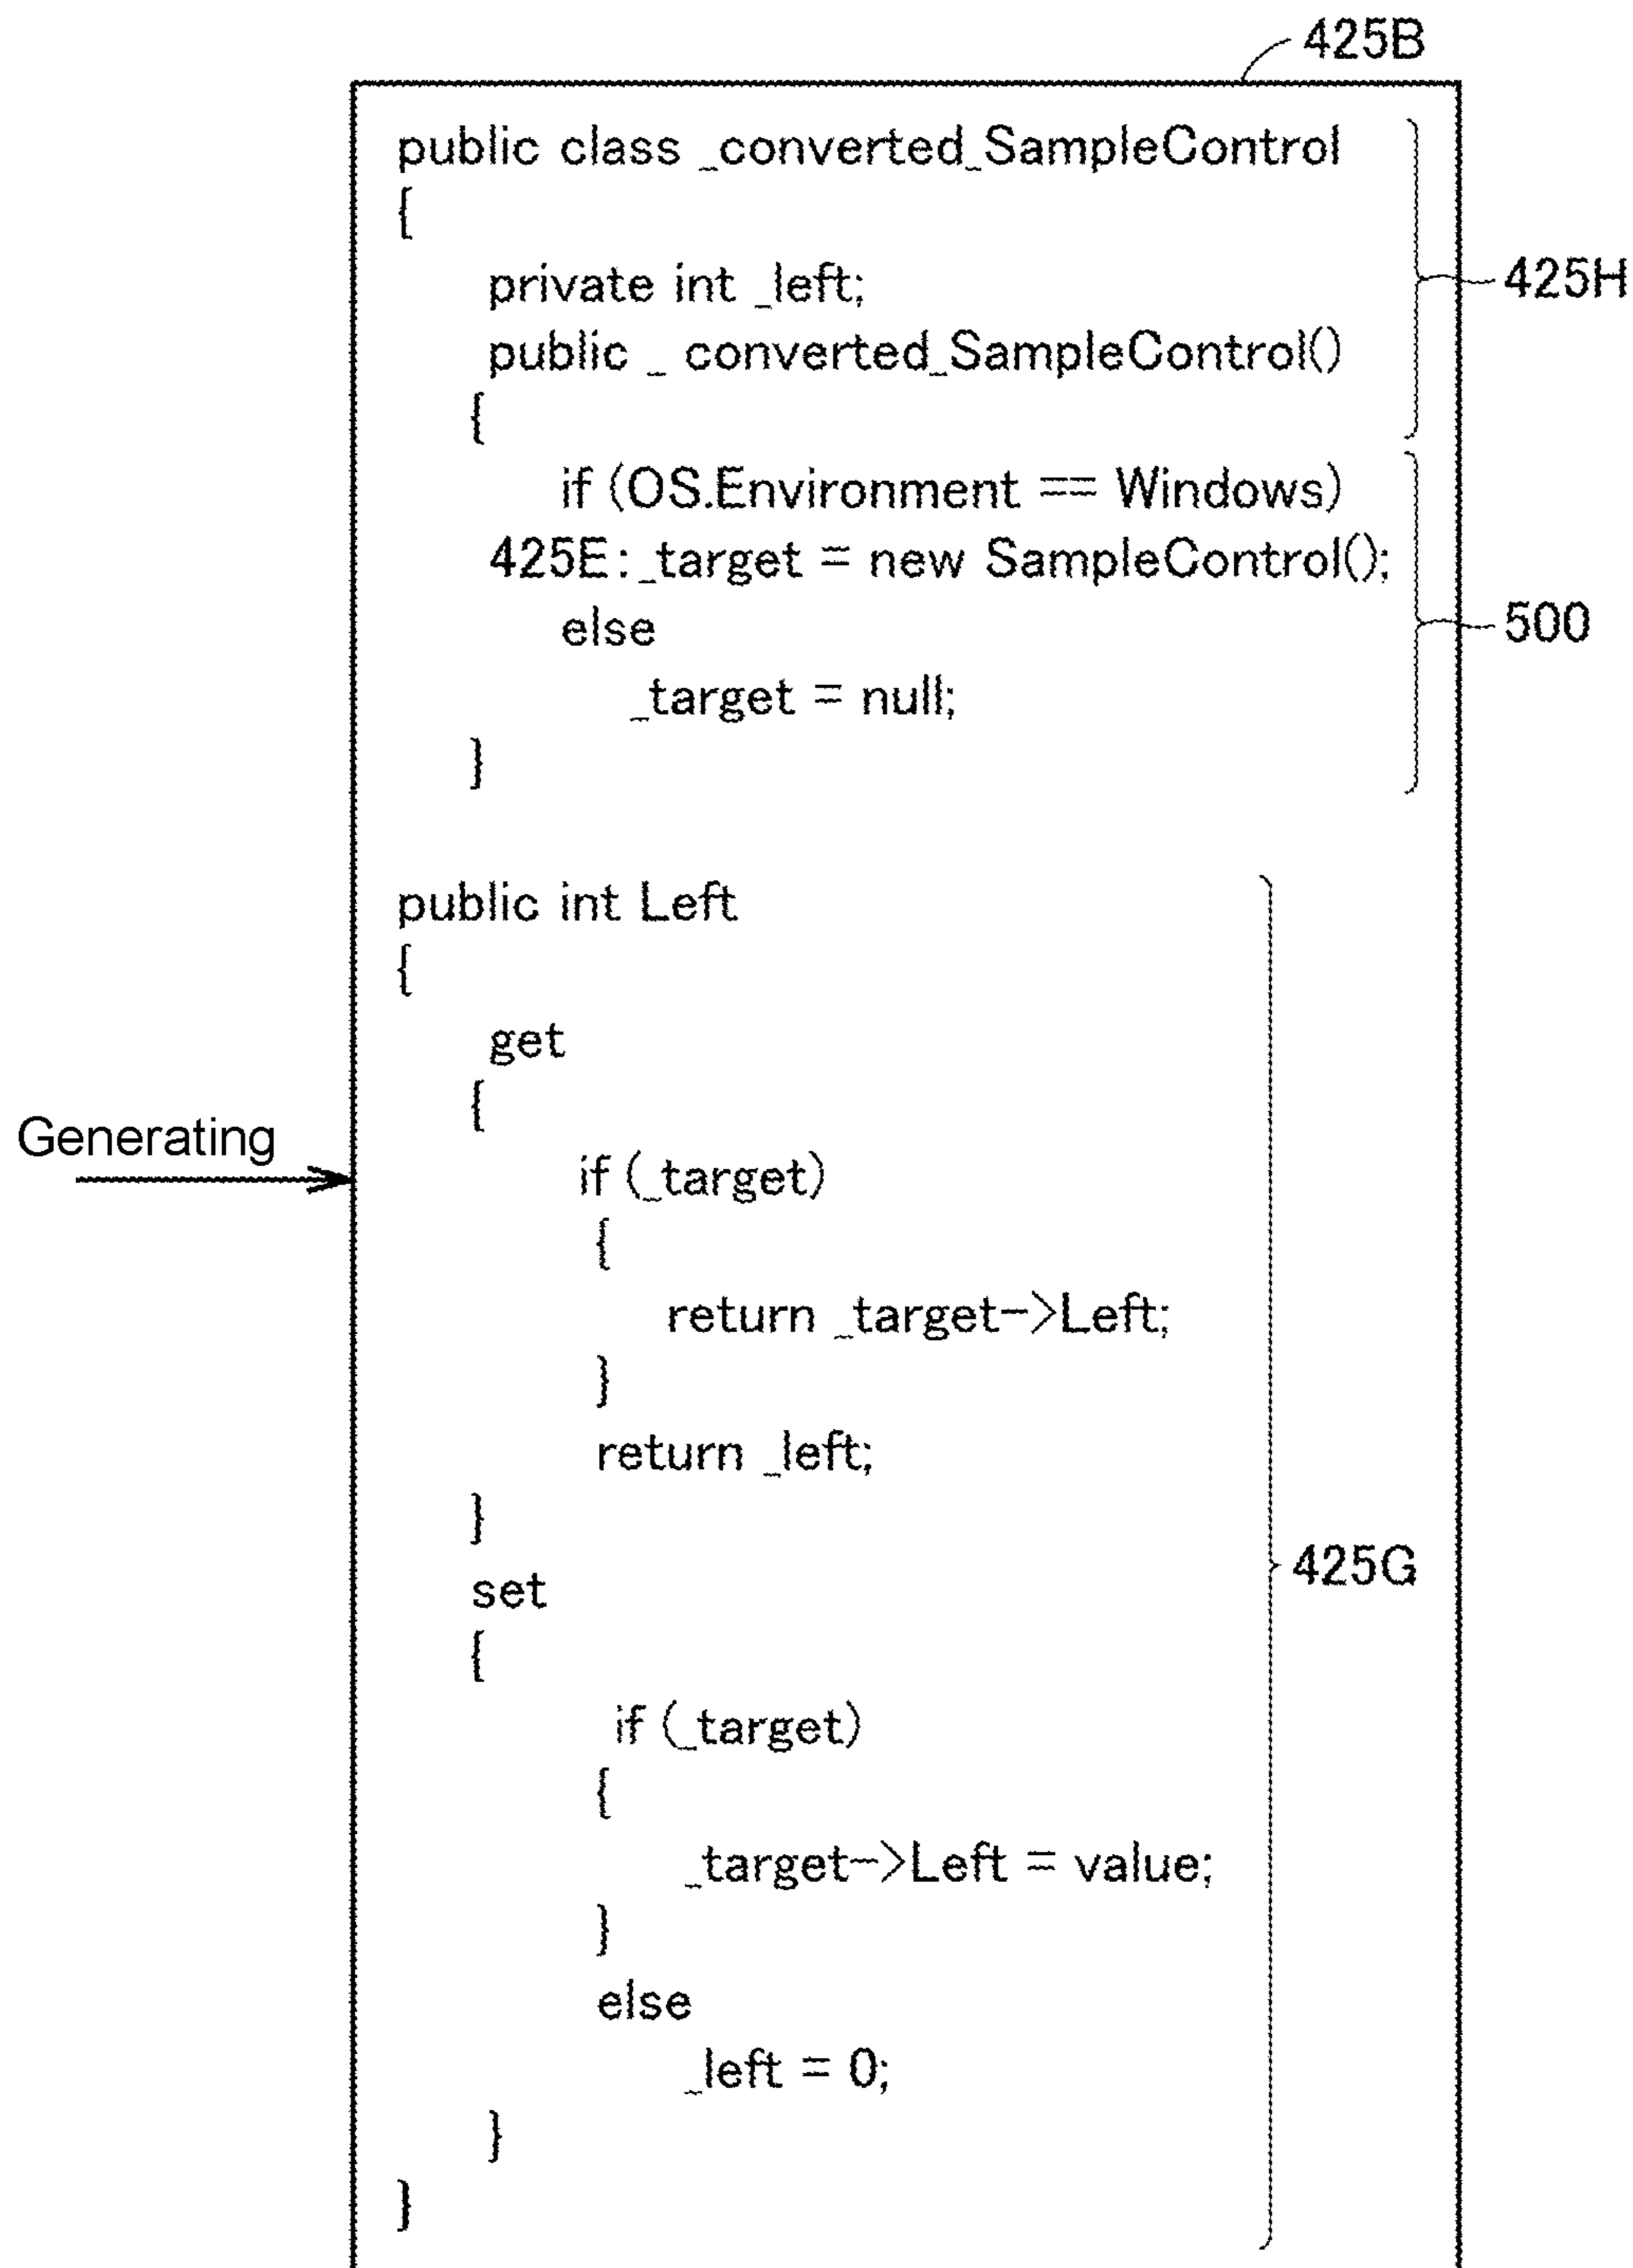 425B
public class _converted_SampleControl
{
private int _left;
public _ converted_SampleControl()
425H
{
if (OS.Environment == Windows)
425E:_target = new SampleControl();
else
500
_target = null;
}
public int Left
{
get
{
Generating
if (_target)
{
return _target->Left;
}
return _left;
}
set
425G
{
if (_target)
{
_target->Left = value;
}
else
_left = 0;
}
}